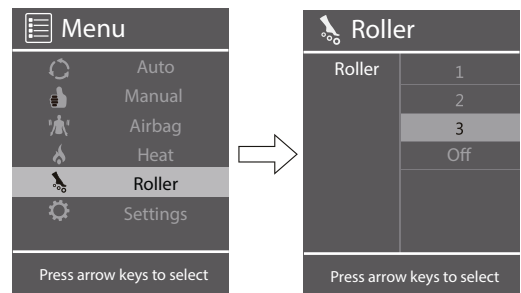 Menu
Auto
Manual
Airbag
Heat
Roller
Settings
Press arrow keys to select
Roller
Roller 1
2
3
Off
Press arrow keys to select